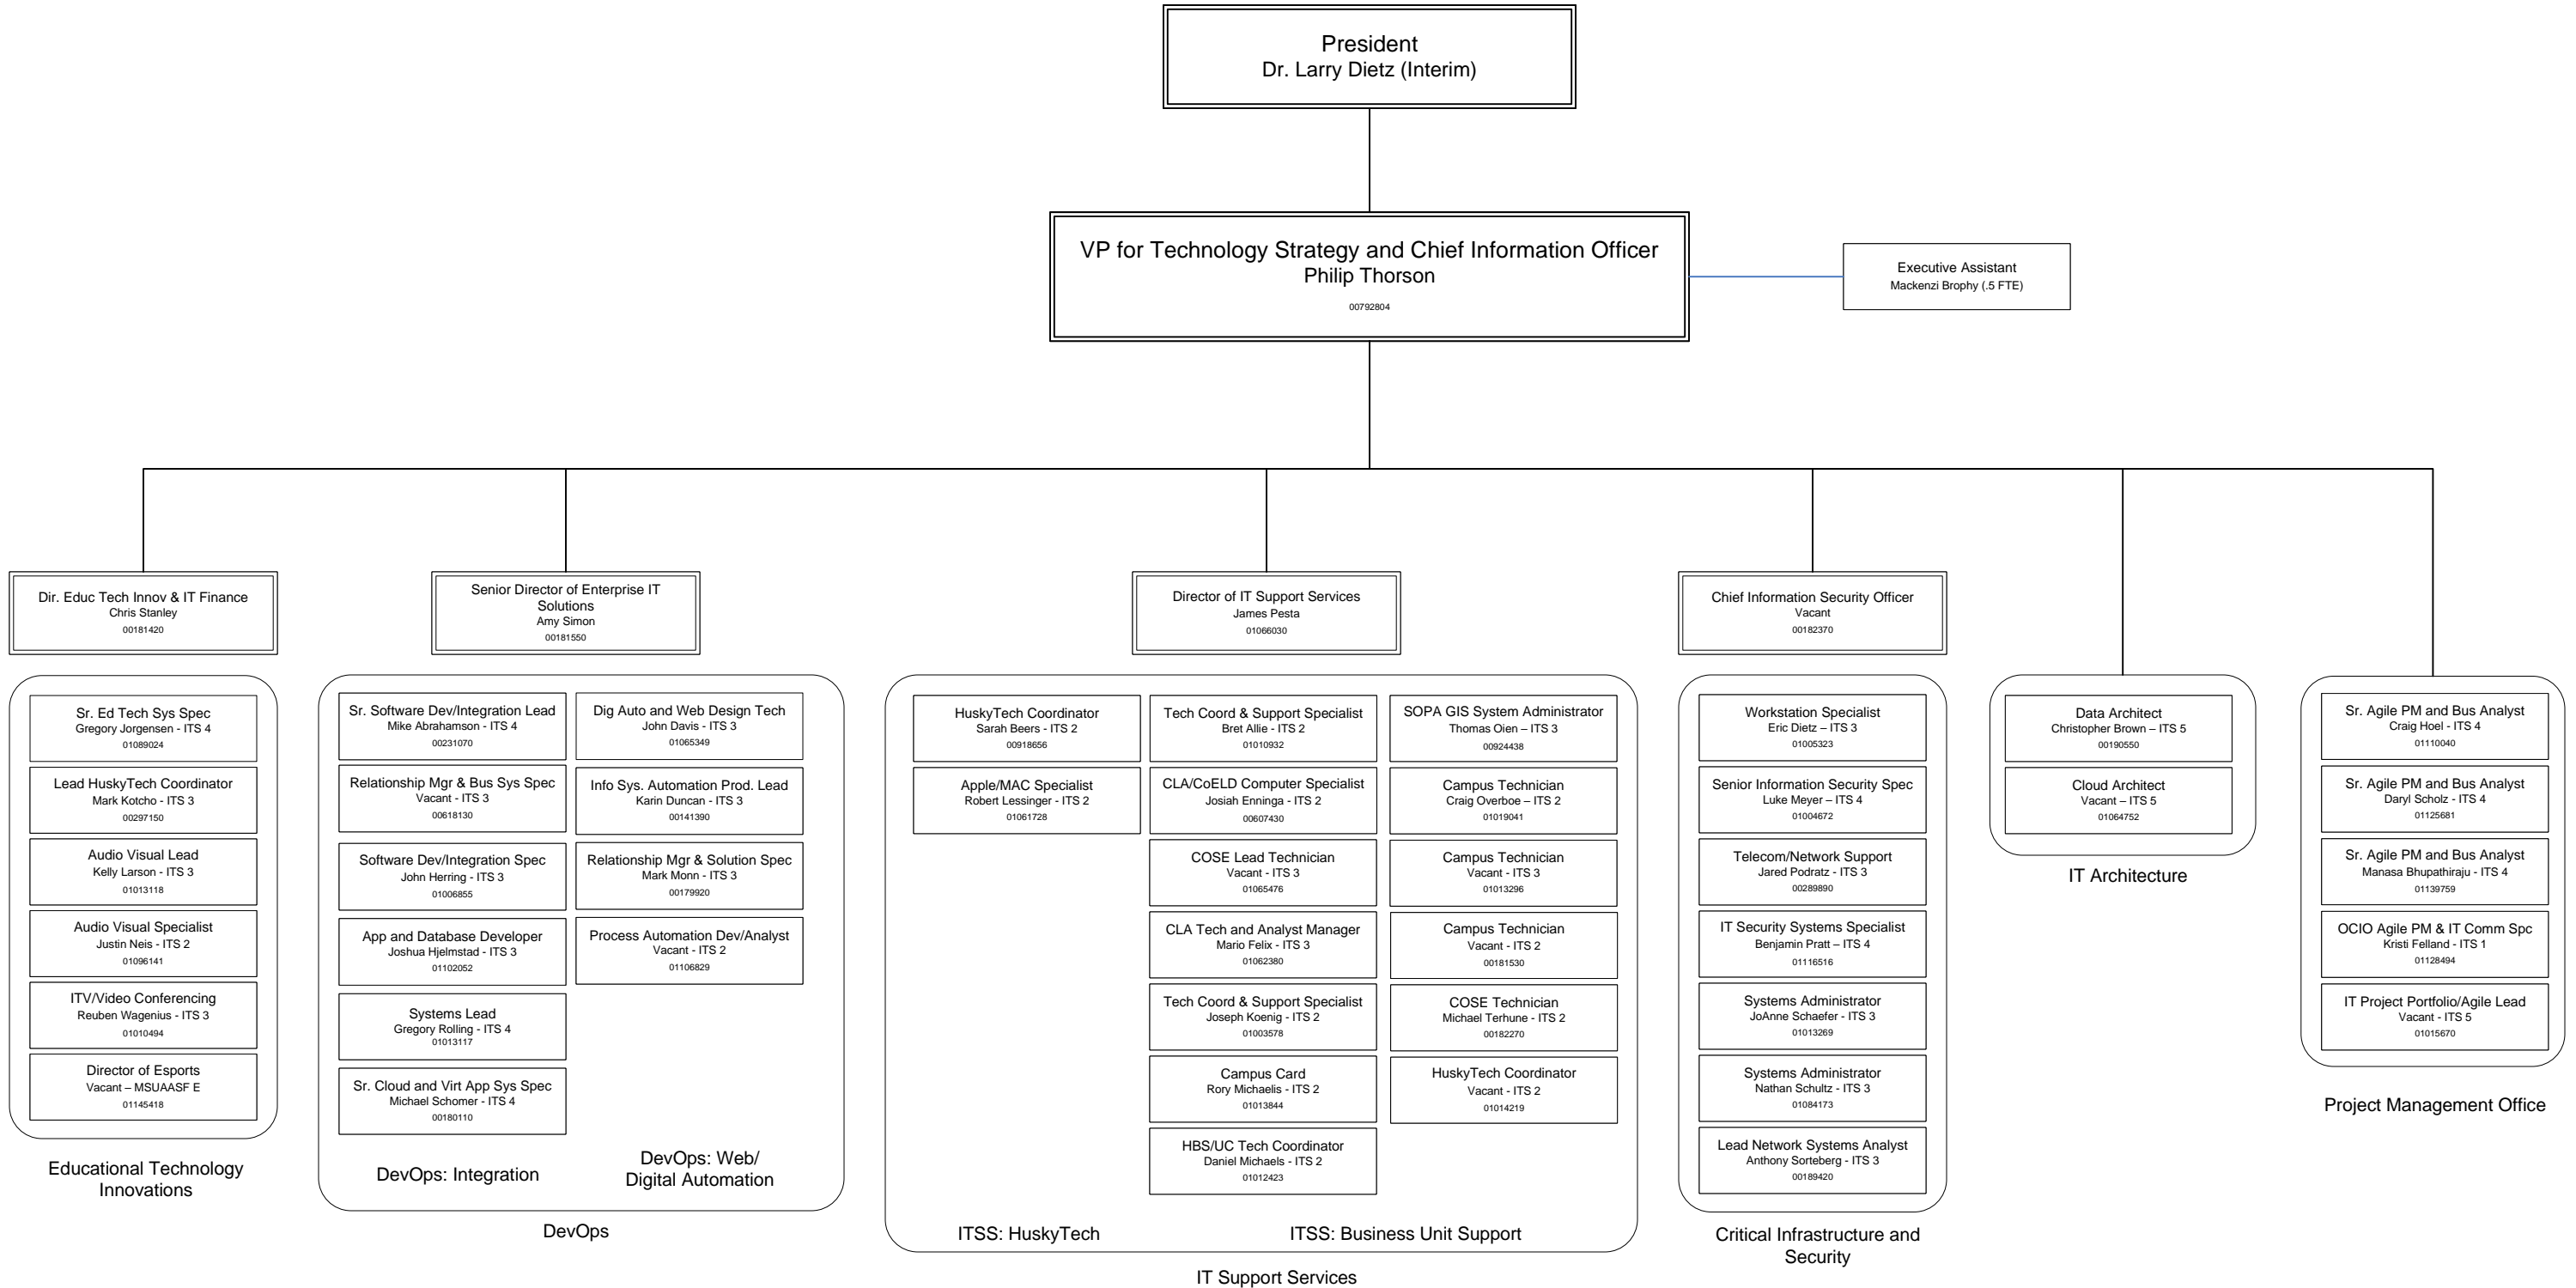 President
Dr. Larry Dietz (Interim)
VP for Technology Strategy and Chief Information Officer
Philip Thorson
00792804
Executive Assistant
Mackenzi Brophy (.5 FTE)
Dir. Educ Tech Innov & IT Finance
Chris Stanley
00181420
Senior Director of Enterprise IT
Solutions
Amy Simon
00181550
Director of IT Support Services
James Pesta
01066030
Chief Information Security Officer
Vacant
00182370
Sr. Ed Tech Sys Spec
Gregory Jorgensen - ITS 4
01089024
Lead HuskyTech Coordinator
Mark Kotcho - ITS 3
00297150
Audio Visual Lead
Kelly Larson - ITS 3
01013118
Audio Visual Specialist
Justin Neis - ITS 2
01096141
ITV/Video Conferencing
Reuben Wagenius - ITS 3
01010494
Director of Esports
Vacant – MSUAASF E
01145418
Educational Technology
Innovations
Sr. Software Dev/Integration Lead
Mike Abrahamson - ITS 4
00231070
Relationship Mgr & Bus Sys Spec
Vacant - ITS 3
00618130
Software Dev/Integration Spec
John Herring - ITS 3
01006855
App and Database Developer
Joshua Hjelmstad - ITS 3
01102052
Systems Lead
Gregory Rolling - ITS 4
01013117
Sr. Cloud and Virt App Sys Spec
Michael Schomer - ITS 4
00180110
DevOps: Integration
Dig Auto and Web Design Tech
John Davis - ITS 3
01065349
Info Sys. Automation Prod. Lead
Karin Duncan - ITS 3
00141390
Relationship Mgr & Solution Spec
Mark Monn - ITS 3
00179920
Process Automation Dev/Analyst
Vacant - ITS 2
01106829
DevOps: Web/
Digital Automation
DevOps
HuskyTech Coordinator
Sarah Beers - ITS 2
00918656
Apple/MAC Specialist
Robert Lessinger - ITS 2
01061728
ITSS: HuskyTech
Tech Coord & Support Specialist
Bret Allie - ITS 2
01010932
CLA/CoELD Computer Specialist
Josiah Enninga - ITS 2
00607430
COSE Lead Technician
Vacant - ITS 3
01065476
CLA Tech and Analyst Manager
Mario Felix - ITS 3
01062380
Tech Coord & Support Specialist
Joseph Koenig - ITS 2
01003578
Campus Card
Rory Michaelis - ITS 2
01013844
HBS/UC Tech Coordinator
Daniel Michaels - ITS 2
01012423
SOPA GIS System Administrator
Thomas Oien – ITS 3
00924438
Campus Technician
Craig Overboe – ITS 2
01019041
Campus Technician
Vacant - ITS 3
01013296
Campus Technician
Vacant - ITS 2
00181530
COSE Technician
Michael Terhune - ITS 2
00182270
HuskyTech Coordinator
Vacant - ITS 2
01014219
ITSS: Business Unit Support
IT Support Services
Workstation Specialist
Eric Dietz – ITS 3
01005323
Senior Information Security Spec
Luke Meyer – ITS 4
01004672
Telecom/Network Support
Jared Podratz - ITS 3
00289890
IT Security Systems Specialist
Benjamin Pratt – ITS 4
01116516
Systems Administrator
JoAnne Schaefer - ITS 3
01013269
Systems Administrator
Nathan Schultz - ITS 3
01084173
Lead Network Systems Analyst
Anthony Sorteberg - ITS 3
00189420
Critical Infrastructure and
Security
Data Architect
Christopher Brown – ITS 5
00190550
Cloud Architect
Vacant – ITS 5
01064752
IT Architecture
Sr. Agile PM and Bus Analyst
Craig Hoel - ITS 4
01110040
Sr. Agile PM and Bus Analyst
Daryl Scholz - ITS 4
01125681
Sr. Agile PM and Bus Analyst
Manasa Bhupathiraju - ITS 4
01139759
OCIO Agile PM & IT Comm Spc
Kristi Felland - ITS 1
01128494
IT Project Portfolio/Agile Lead
Vacant - ITS 5
01015670
Project Management Office